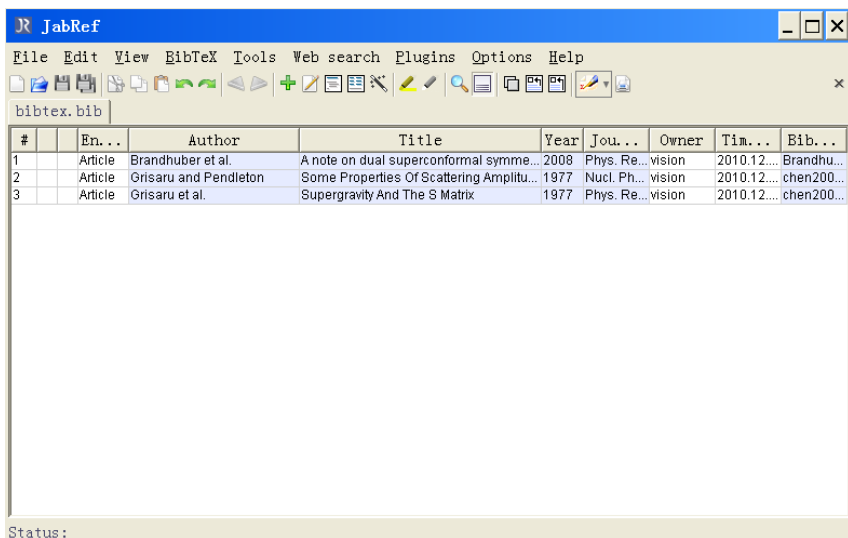 JabRef
File Edit View BibTeX Tools Web search Plugins Options Help
bibtex.bib
# En... Author Title Year Jou... Owner Tim... Bib...
1 Article Brandhuber et al. A note on dual superconformal symme... 2008 Phys. Re... vision 2010.12.... Brandhu...
2 Article Grisaru and Pendleton Some Properties Of Scattering Amplitu... 1977 Nucl. Ph... vision 2010.12.... chen200...
3 Article Grisaru et al. Supergravity And The S Matrix 1977 Phys. Re... vision 2010.12.... chen200...
Status: